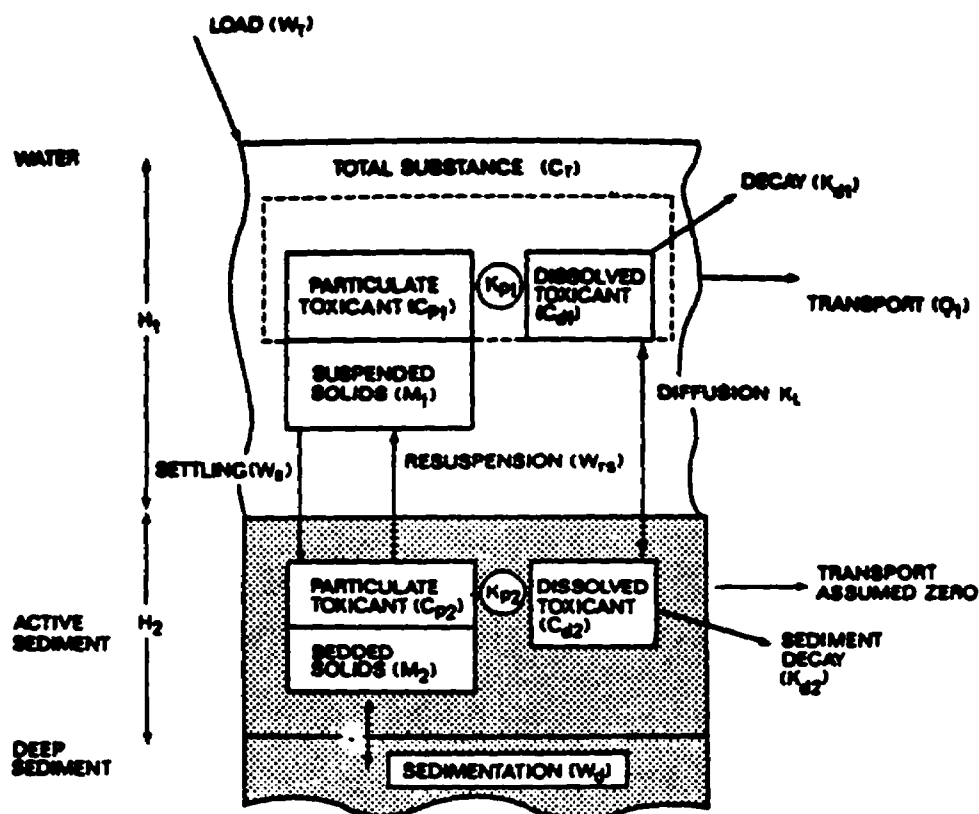 LOAD (W_T)
WATER
TOTAL SUBSTANCE (C_T)
DECAY (K_d1)
PARTICULATE
TOXICANT (C_p1)
K_p1
DISSOLVED
TOXICANT
(C_d1)
TRANSPORT (Q_1)
H_1
SUSPENDED
SOLIDS (M_1)
DIFFUSION K_L
SETTLING (W_s)
RESUSPENSION (W_rs)
PARTICULATE
TOXICANT (C_p2)
K_p2
DISSOLVED
TOXICANT
(C_d2)
TRANSPORT
ASSUMED ZERO
ACTIVE
SEDIMENT
H_2
BEDDED
SOLIDS (M_2)
SEDIMENT
DECAY
(K_d2)
DEEP
SEDIMENT
SEDIMENTATION (W_d)